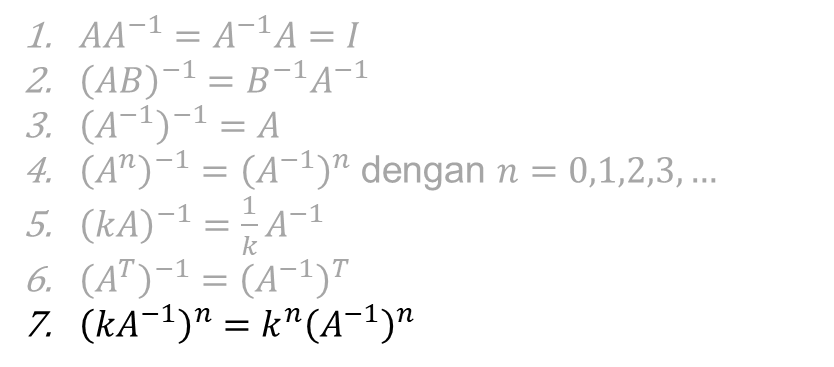 1. AA⁻¹ = A⁻¹A = I
2. (AB)⁻¹ = B⁻¹A⁻¹
3. (A⁻¹)⁻¹ = A
4. (Aⁿ)⁻¹ = (A⁻¹)ⁿ dengan n = 0,1,2,3, …
5. (kA)⁻¹ = 1/k A⁻¹
6. (Aᵀ)⁻¹ = (A⁻¹)ᵀ
7. (kA⁻¹)ⁿ = kⁿ(A⁻¹)ⁿ